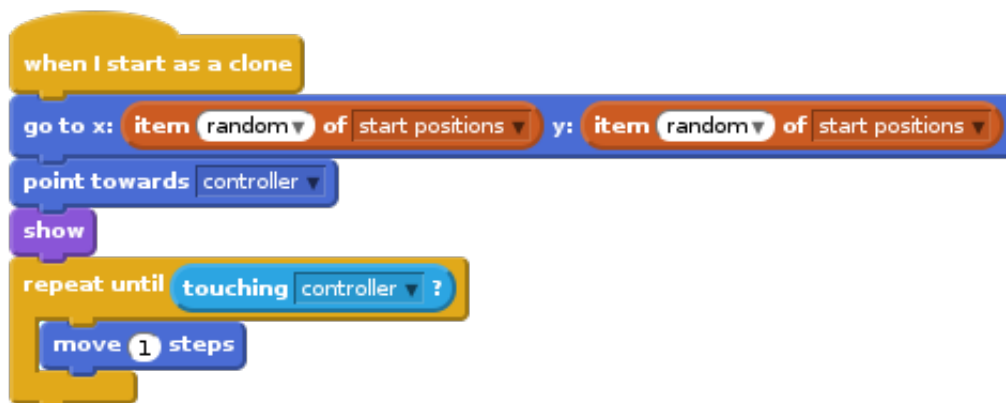 when I start as a clone
go to x: item random of start positions y: item random of start positions
point towards controller
show
repeat until touching controller ?
move 1 steps